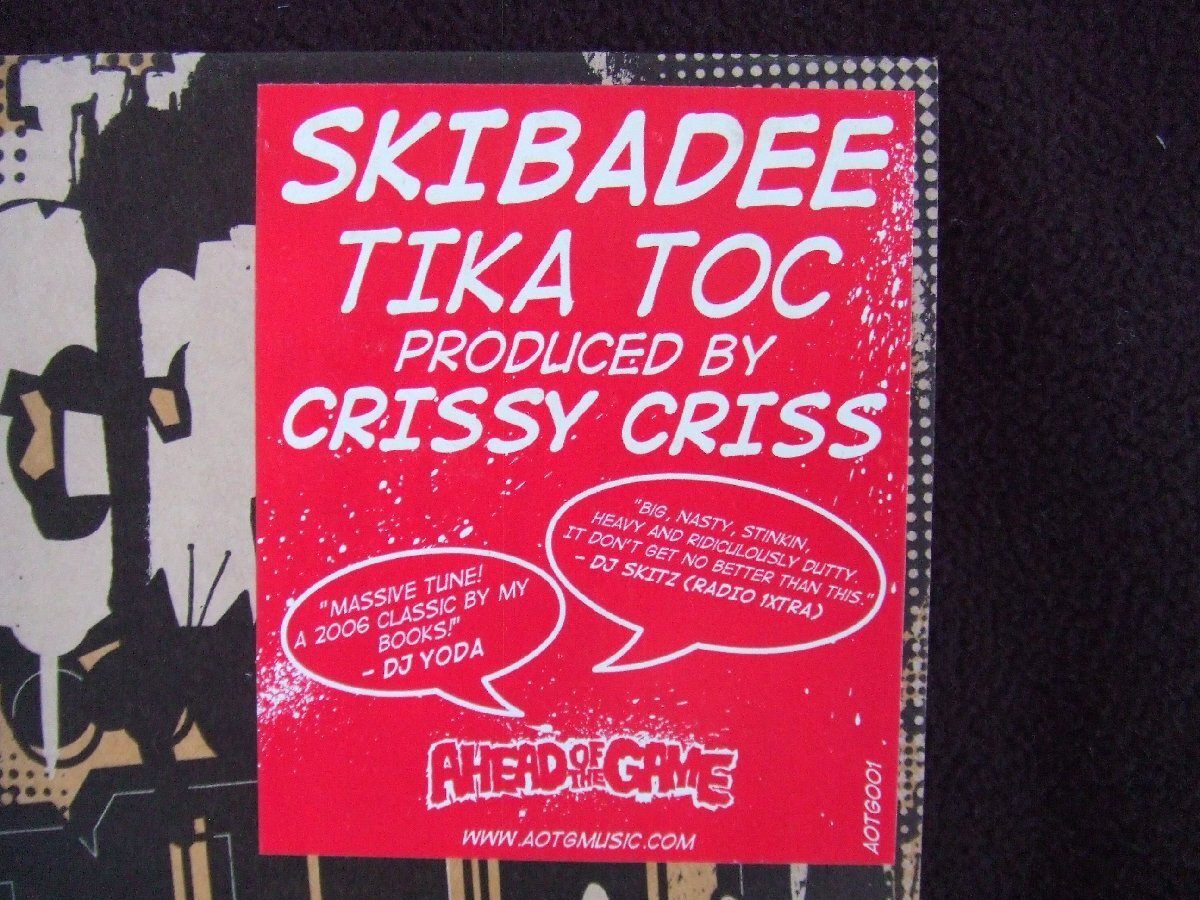 SKIBADEE
TIKA TOC
PRODUCED BY
CRISSY CRISS
"BIG, NASTY, STINKIN,
HEAVY AND RIDICULOUSLY DUTTY.
IT DON'T GET NO BETTER THAN THIS."
- DJ SKITZ (RADIO 1XTRA)
"MASSIVE TUNE!
A 2006 CLASSIC BY MY
BOOKS!"
- DJ YODA
AHEAD OF THE GAME
WWW.AOTGMUSIC.COM
AOTG001